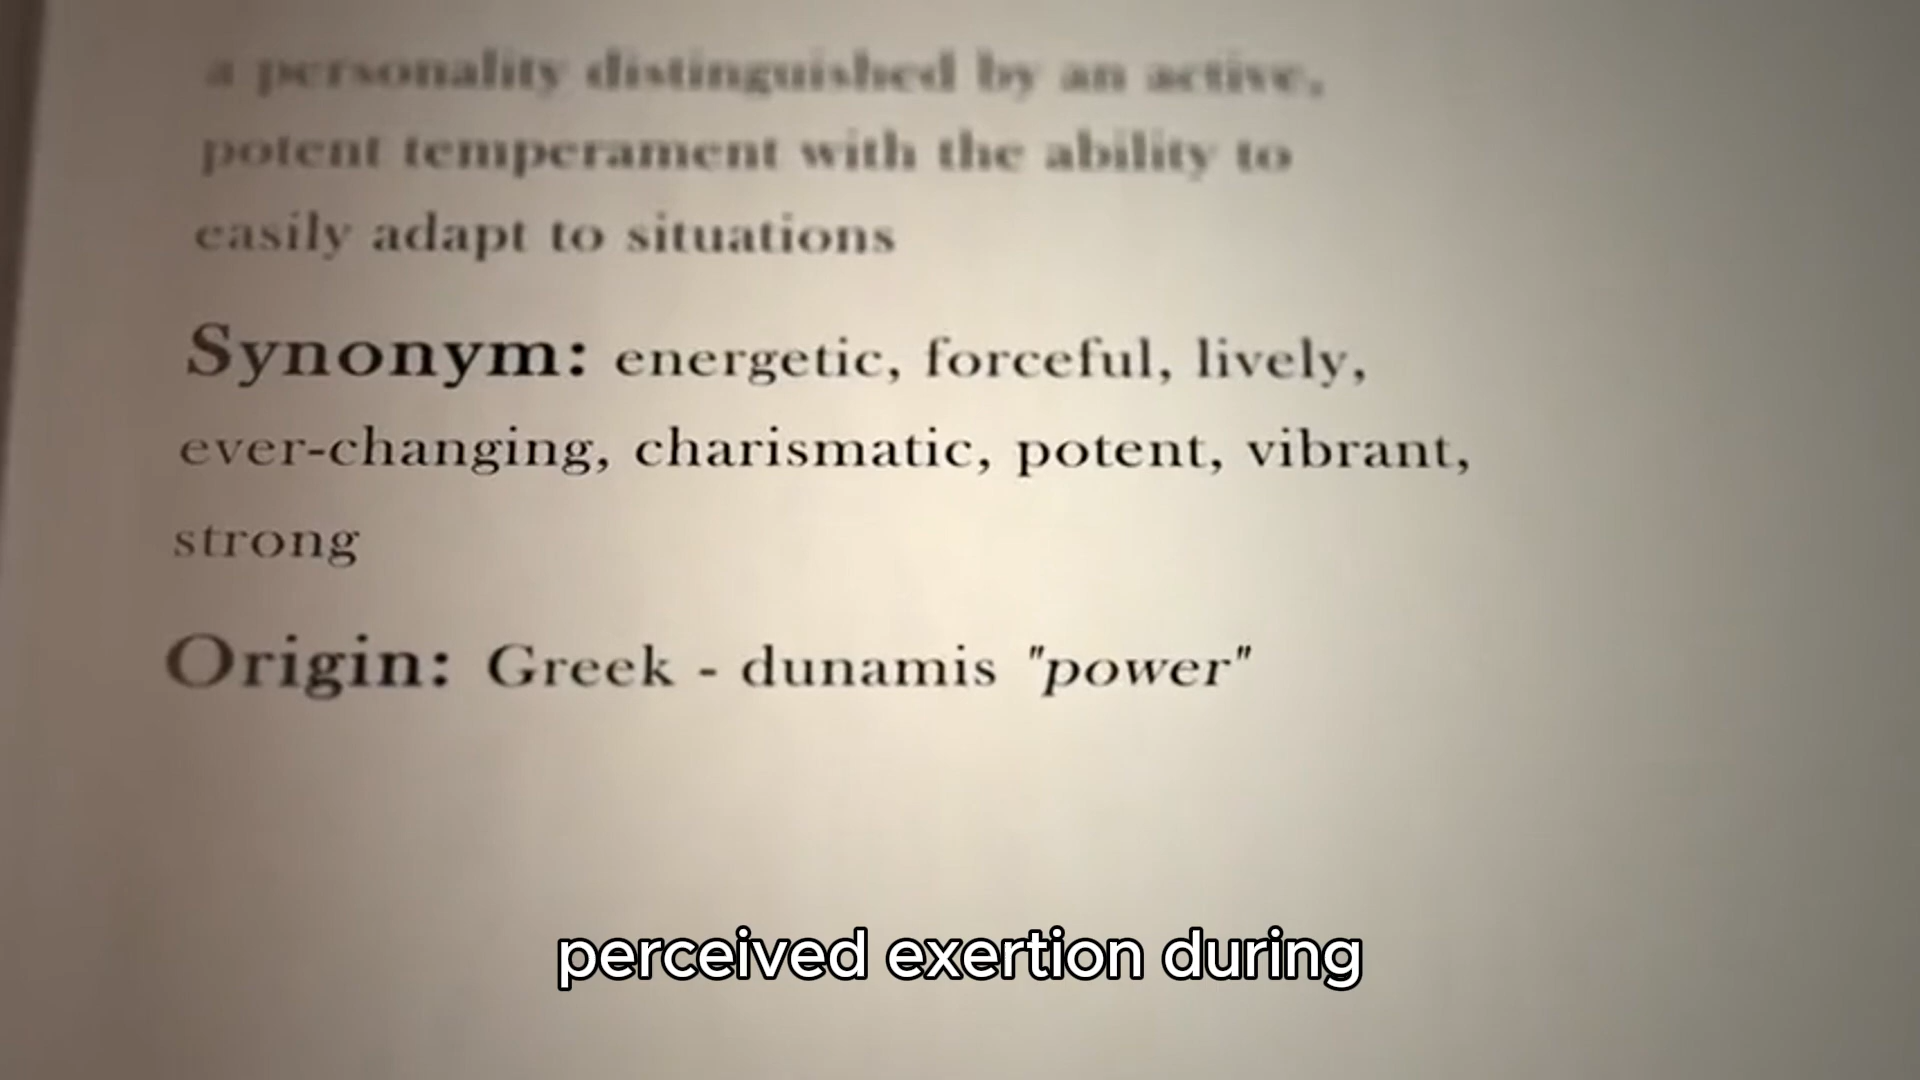 a personality distinguished by an active,
potent temperament with the ability to
easily adapt to situations
Synonym: energetic, forceful, lively,
ever-changing, charismatic, potent, vibrant,
strong
Origin: Greek - dunamis "power"
perceived exertion during